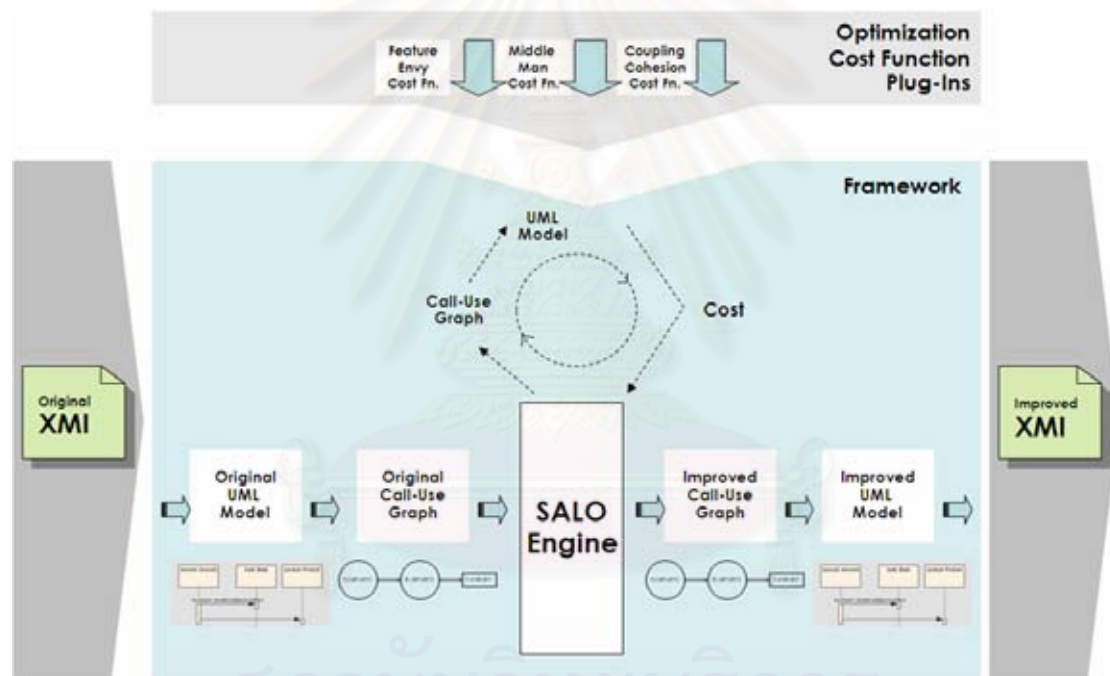 Optimization
Cost Function
Plug-Ins
Feature
Envy
Cost Fn.
Middle
Man
Cost Fn.
Coupling
Cohesion
Cost Fn.
Framework
UML
Model
Call-Use
Graph
Cost
Original
XMI
Improved
XMI
Original
UML
Model
Original
Call-Use
Graph
SALO
Engine
Improved
Call-Use
Graph
Improved
UML
Model